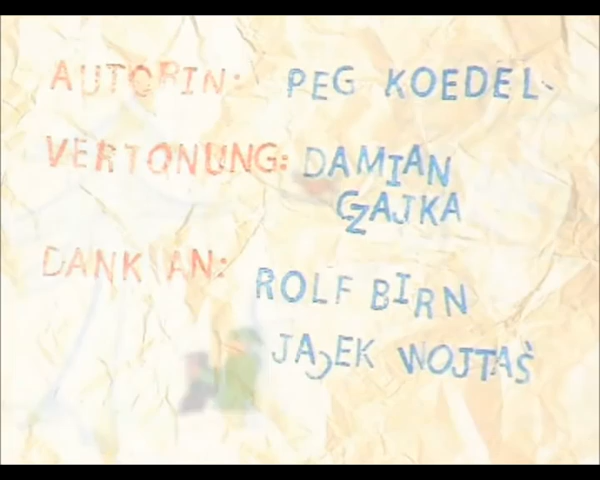 AUTORIN: PEG KOEDEL
VERTONUNG: DAMIAN
CZAJKA
DANK AN: ROLF BIRN
JACEK WOJTAŚ